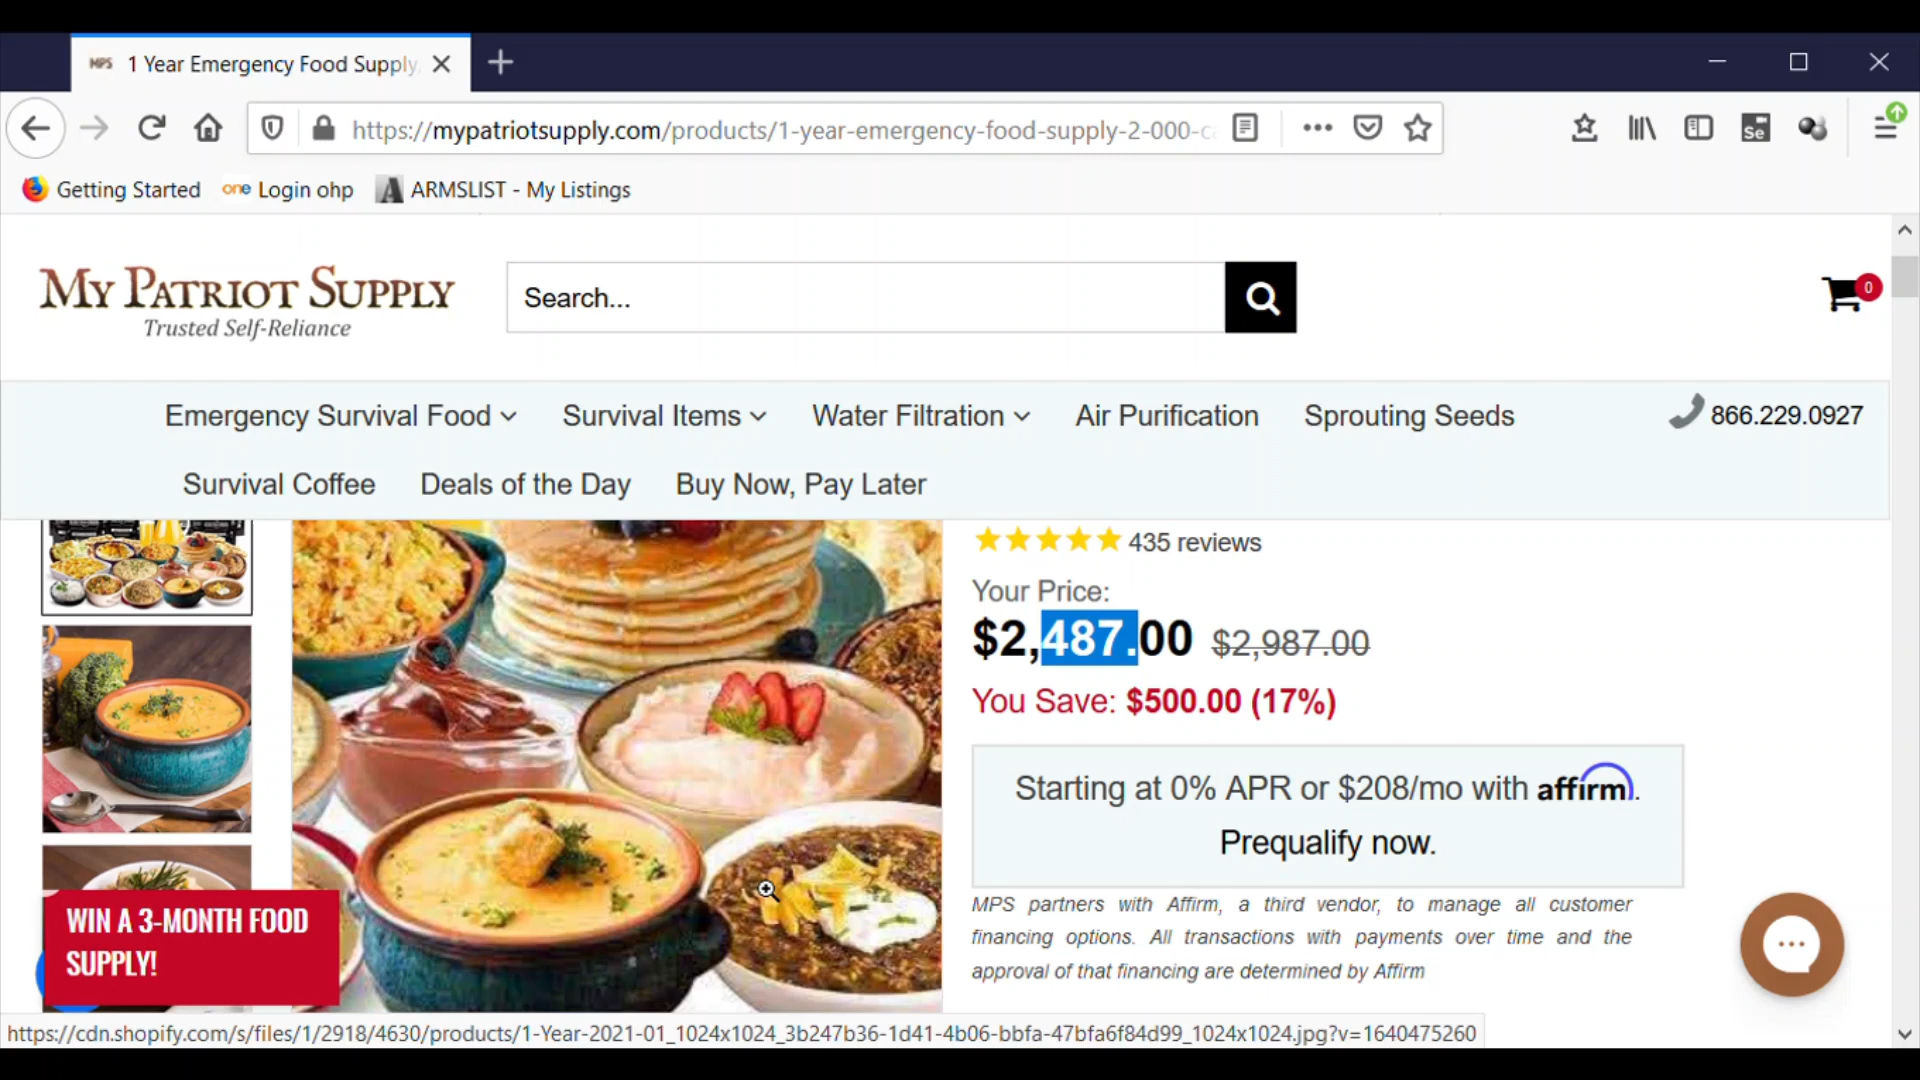 MPS 1 Year Emergency Food Supply,
https://mypatriotsupply.com/products/1-year-emergency-food-supply-2-000-c
Se
Getting Started one Login ohp ARMSLIST - My Listings
MY PATRIOT SUPPLY
Trusted Self-Reliance
Search...
0
Emergency Survival Food Survival Items Water Filtration Air Purification Sprouting Seeds 866.229.0927
Survival Coffee Deals of the Day Buy Now, Pay Later
435 reviews
Your Price:
$2,487.00 $2,987.00
You Save: $500.00 (17%)
Starting at 0% APR or $208/mo with affirm.
Prequalify now.
MPS partners with Affirm, a third vendor, to manage all customer
financing options. All transactions with payments over time and the
approval of that financing are determined by Affirm
WIN A 3-MONTH FOOD
SUPPLY!
https://cdn.shopify.com/s/files/1/2918/4630/products/1-Year-2021-01_1024x1024_3b247b36-1d41-4b06-bbfa-47bfa6f84d99_1024x1024.jpg?v=1640475260